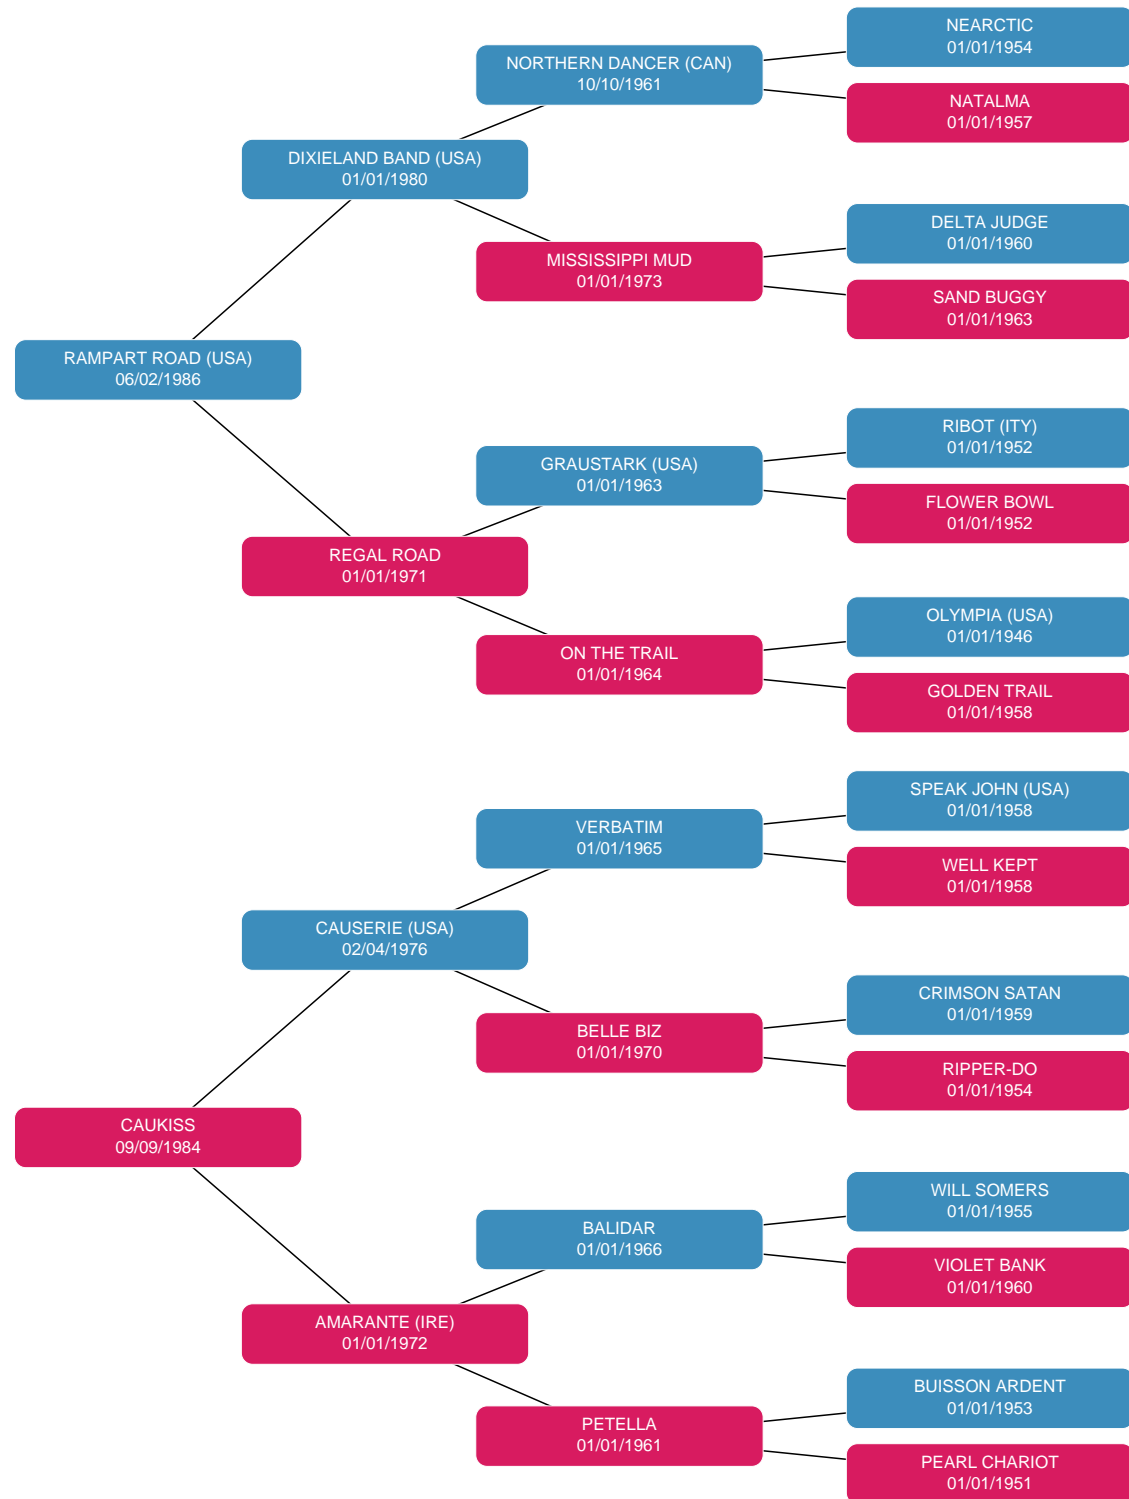 NEARCTIC
01/01/1954
NORTHERN DANCER (CAN)
10/10/1961
NATALMA
01/01/1957
DIXIELAND BAND (USA)
01/01/1980
DELTA JUDGE
01/01/1960
MISSISSIPPI MUD
01/01/1973
SAND BUGGY
01/01/1963
RAMPART ROAD (USA)
06/02/1986
RIBOT (ITY)
01/01/1952
GRAUSTARK (USA)
01/01/1963
FLOWER BOWL
01/01/1952
REGAL ROAD
01/01/1971
OLYMPIA (USA)
01/01/1946
ON THE TRAIL
01/01/1964
GOLDEN TRAIL
01/01/1958
SPEAK JOHN (USA)
01/01/1958
VERBATIM
01/01/1965
WELL KEPT
01/01/1958
CAUSERIE (USA)
02/04/1976
CRIMSON SATAN
01/01/1959
BELLE BIZ
01/01/1970
RIPPER-DO
01/01/1954
CAUKISS
09/09/1984
WILL SOMERS
01/01/1955
BALIDAR
01/01/1966
VIOLET BANK
01/01/1960
AMARANTE (IRE)
01/01/1972
BUISSON ARDENT
01/01/1953
PETELLA
01/01/1961
PEARL CHARIOT
01/01/1951